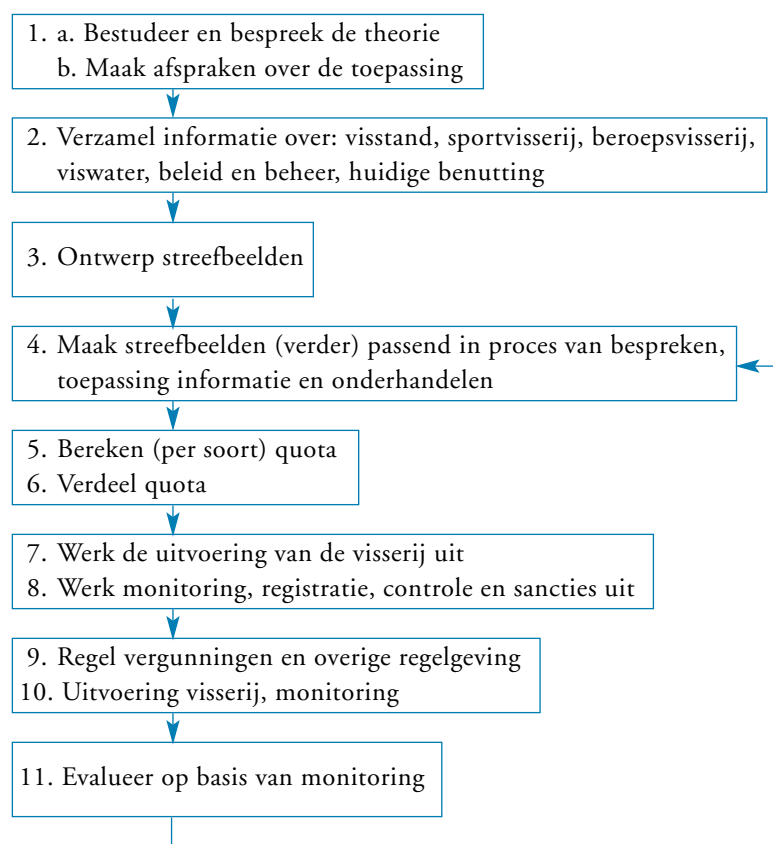 1. a. Bestudeer en bespreek de theorie
b. Maak afspraken over de toepassing
2. Verzamel informatie over: visstand, sportvisserij, beroepsvisserij,
viswater, beleid en beheer, huidige benutting
3. Ontwerp streefbeelden
4. Maak streefbeelden (verder) passend in proces van bespreken,
toepassing informatie en onderhandelen
5. Bereken (per soort) quota
6. Verdeel quota
7. Werk de uitvoering van de visserij uit
8. Werk monitoring, registratie, controle en sancties uit
9. Regel vergunningen en overige regelgeving
10. Uitvoering visserij, monitoring
11. Evalueer op basis van monitoring